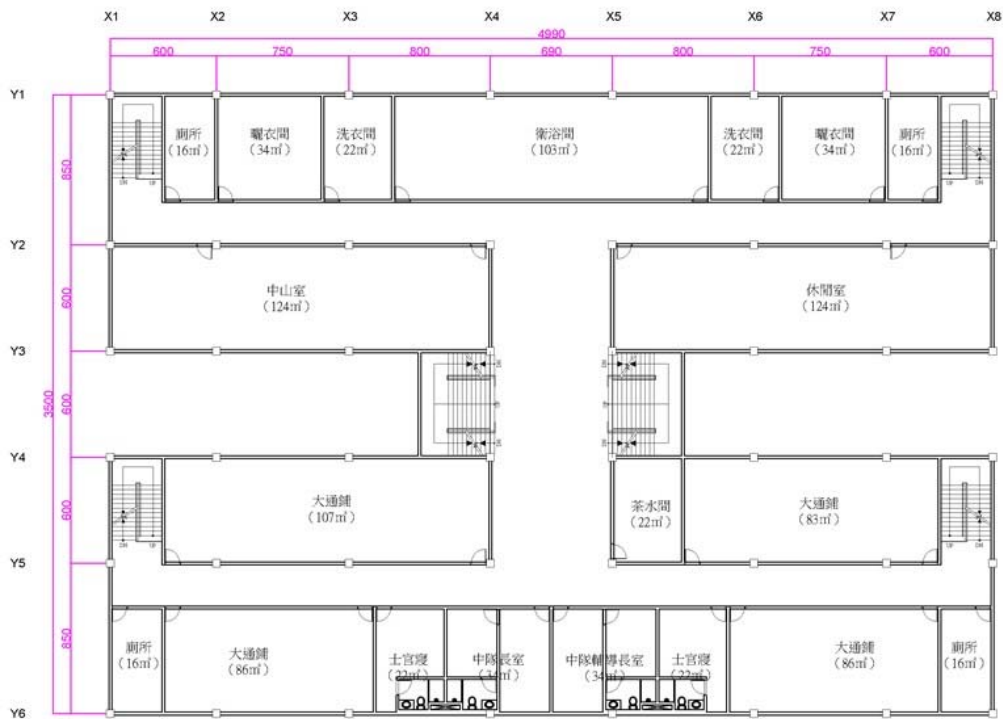 X1 X2 X3 X4 X5 X6 X7 X8
4990
600 750 800 690 800 750 600
Y1
Y2
Y3
Y4
Y5
Y6
3500
850
600
600
600
850
廁所
(16㎡)
曬衣間
(34㎡)
洗衣間
(22㎡)
衛浴間
(103㎡)
洗衣間
(22㎡)
曬衣間
(34㎡)
廁所
(16㎡)
中山室
(124㎡)
休閒室
(124㎡)
大通鋪
(107㎡)
茶水間
(22㎡)
大通鋪
(83㎡)
廁所
(16㎡)
大通鋪
(86㎡)
士官寢
(22㎡)
中隊長室
(34㎡)
中隊輔導長室
(34㎡)
士官寢
(22㎡)
大通鋪
(86㎡)
廁所
(16㎡)